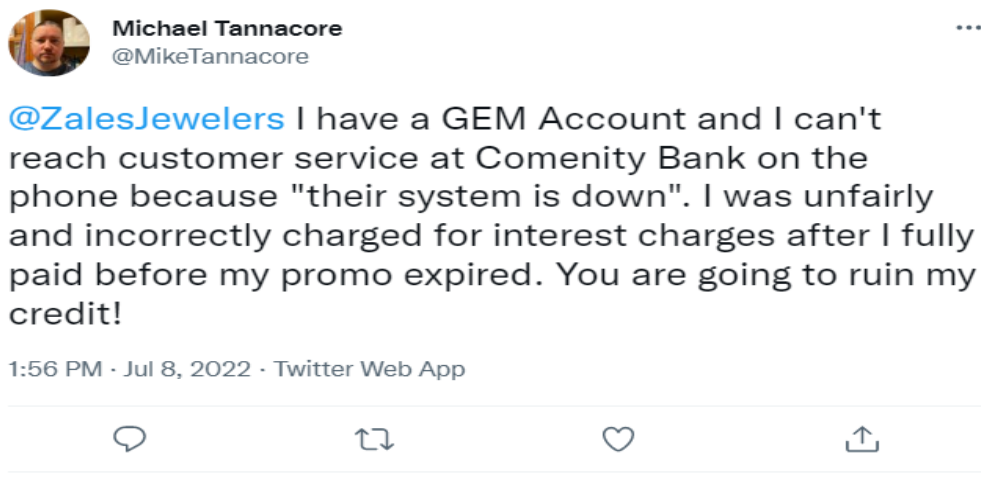 Michael Tannacore
@MikeTannacore
@ZalesJewelers I have a GEM Account and I can't
reach customer service at Comenity Bank on the
phone because "their system is down". I was unfairly
and incorrectly charged for interest charges after I fully
paid before my promo expired. You are going to ruin my
credit!
1:56 PM · Jul 8, 2022 · Twitter Web App